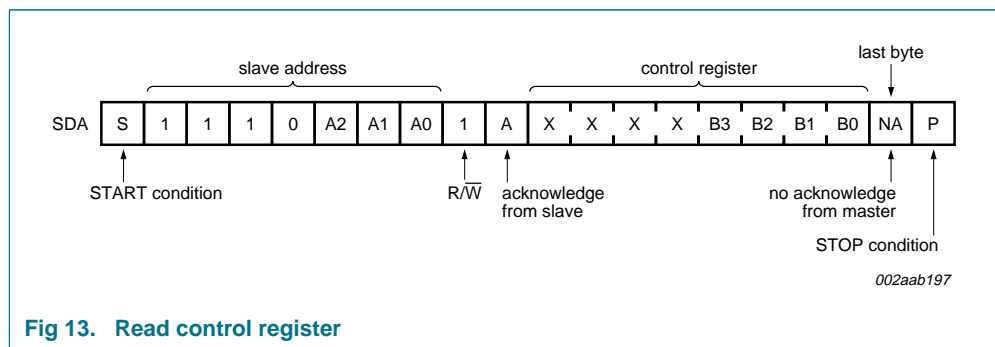 last byte
slave address control register
SDA S 1 1 1 0 A2 A1 A0 1 A X X X X B3 B2 B1 B0 NA P
START condition R/W̅ acknowledge from slave no acknowledge from master
STOP condition
002aab197
Fig 13. Read control register